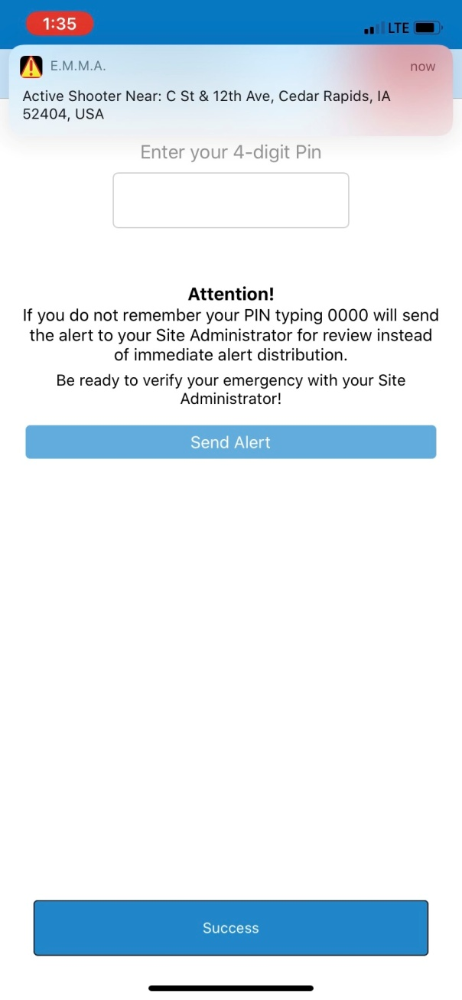 1:35
LTE
E.M.M.A.
now
Active Shooter Near: C St & 12th Ave, Cedar Rapids, IA
52404, USA
Enter your 4-digit Pin
Attention!
If you do not remember your PIN typing 0000 will send
the alert to your Site Administrator for review instead
of immediate alert distribution.
Be ready to verify your emergency with your Site
Administrator!
Send Alert
Success